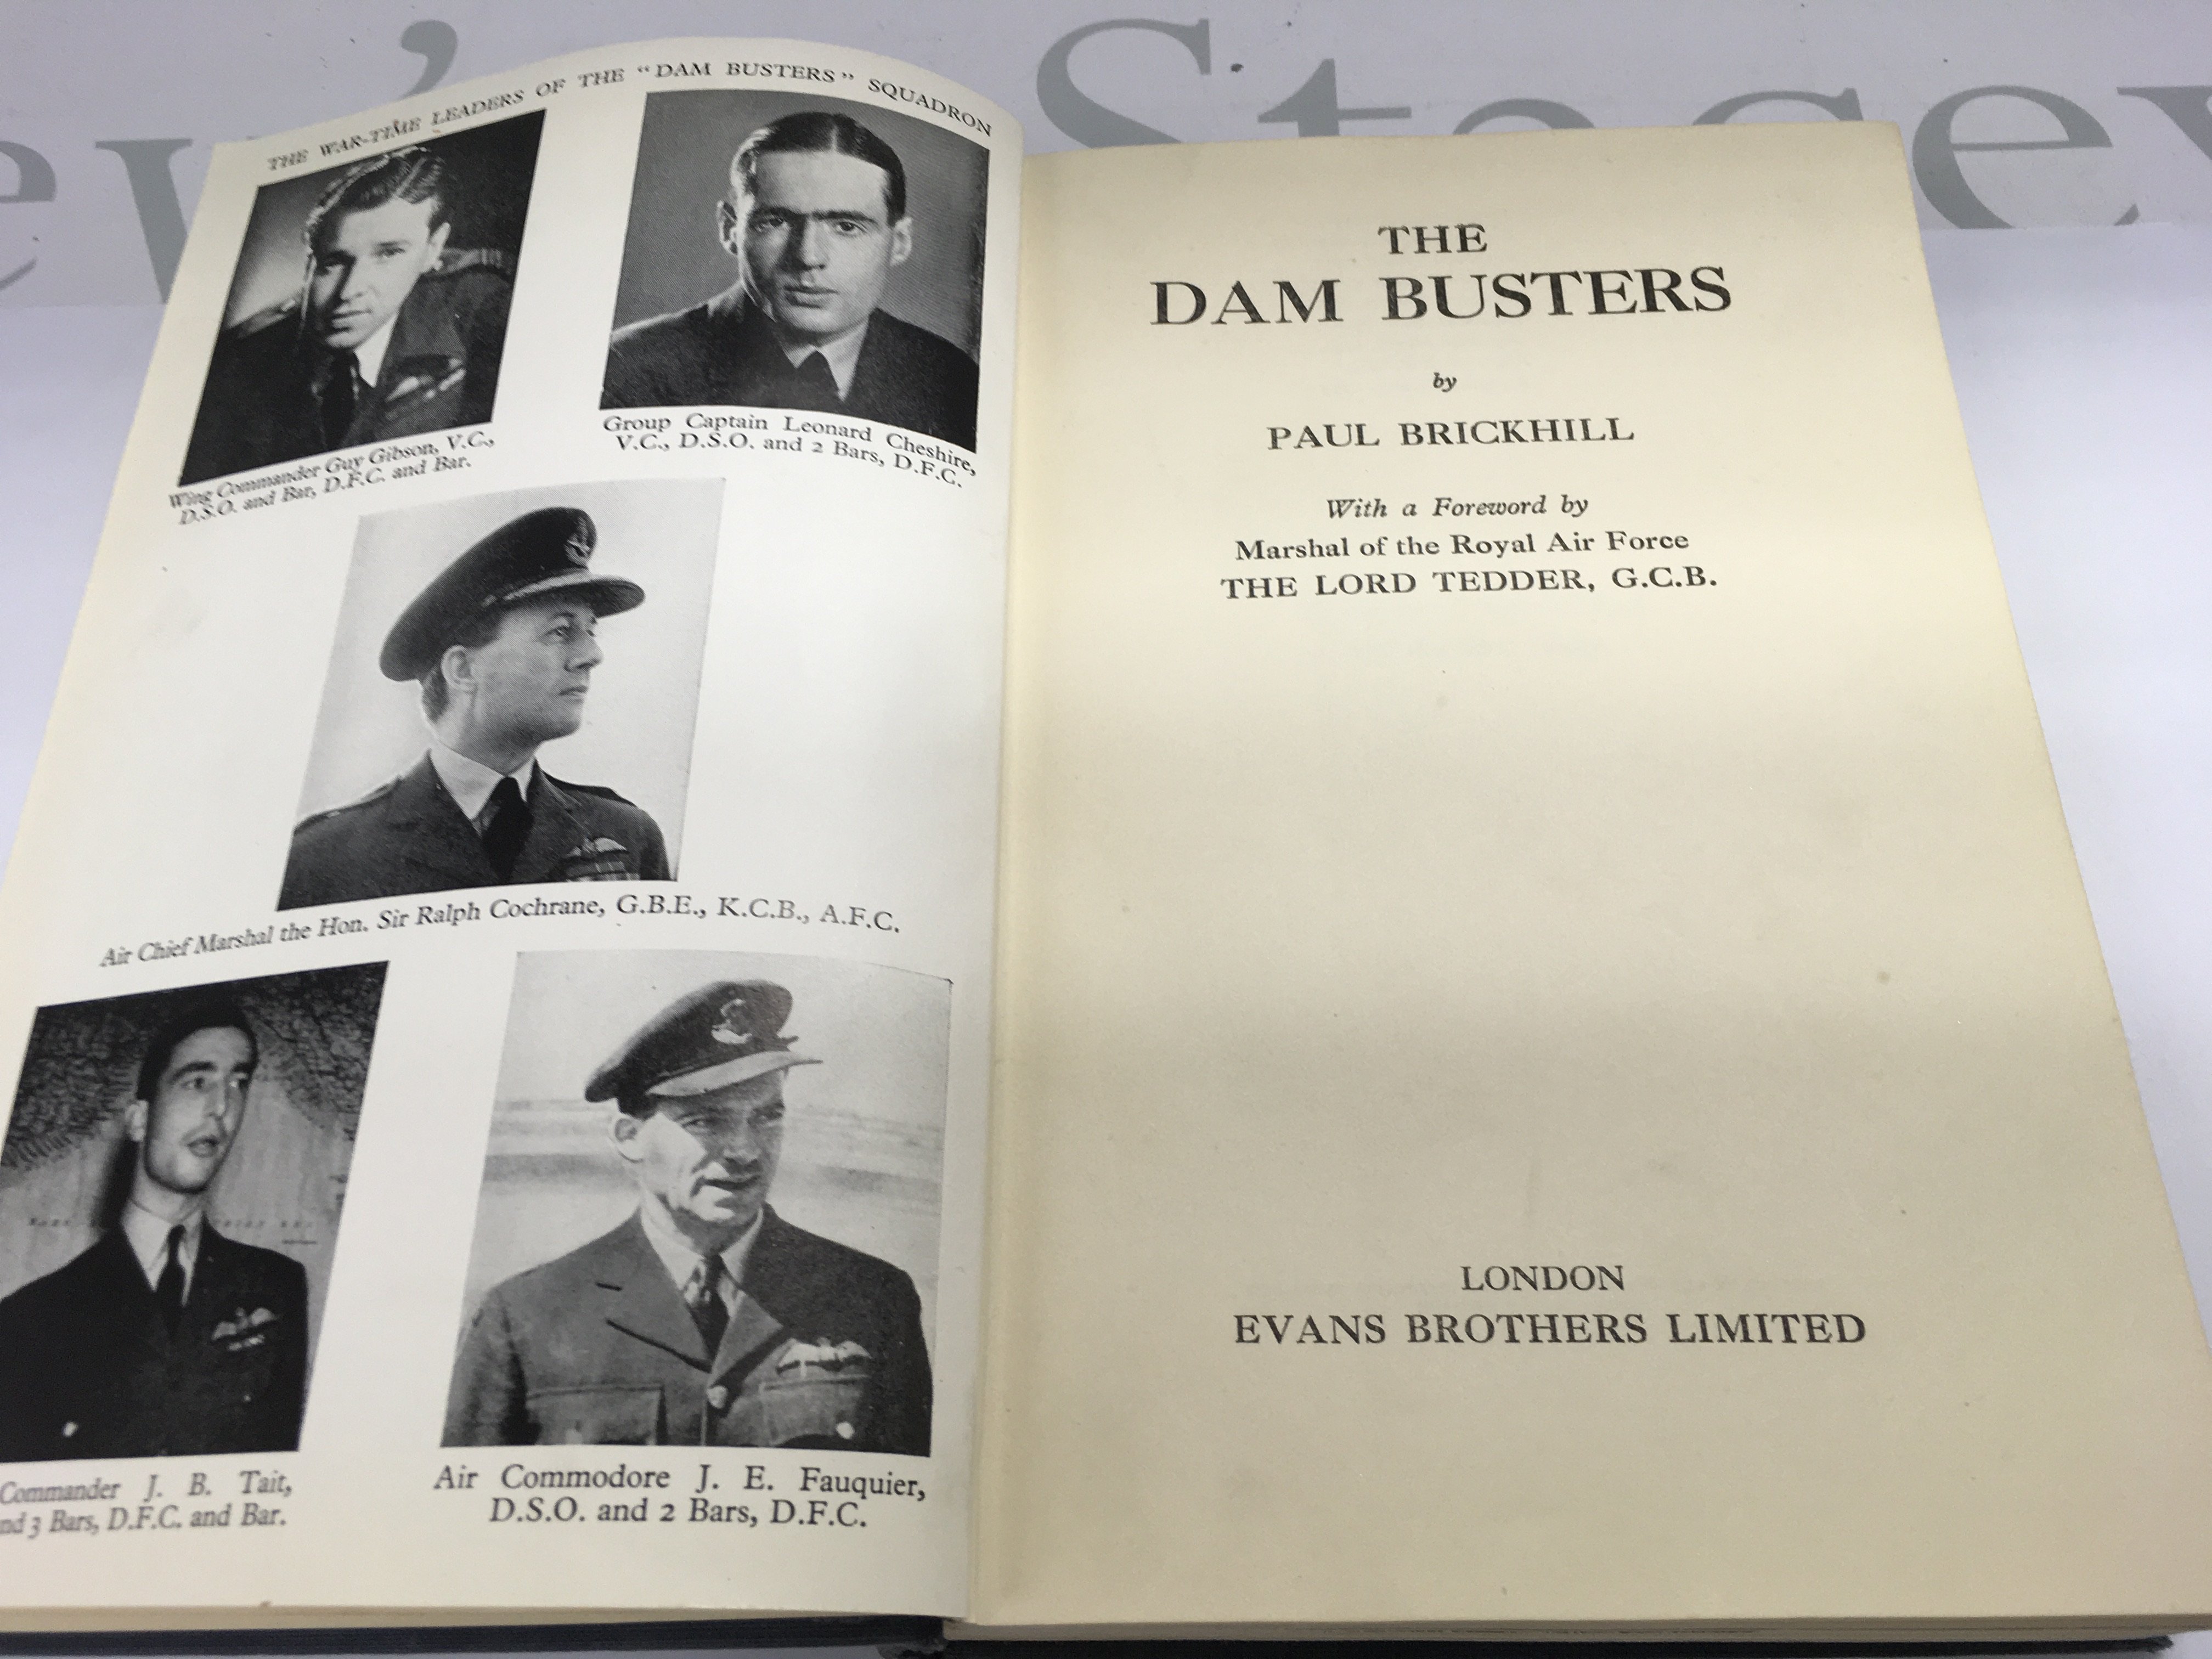 THE WAR-TIME LEADERS OF THE "DAM BUSTERS" SQUADRON
Wing Commander Guy Gibson, V.C.,
D.S.O. and Bar, D.F.C. and Bar.
Group Captain Leonard Cheshire,
V.C., D.S.O. and 2 Bars, D.F.C.
Air Chief Marshal the Hon. Sir Ralph Cochrane, G.B.E., K.C.B., A.F.C.
Commander J. B. Tait,
nd 3 Bars, D.F.C. and Bar.
Air Commodore J. E. Fauquier,
D.S.O. and 2 Bars, D.F.C.
THE
DAM BUSTERS
by
PAUL BRICKHILL
With a Foreword by
Marshal of the Royal Air Force
THE LORD TEDDER, G.C.B.
LONDON
EVANS BROTHERS LIMITED